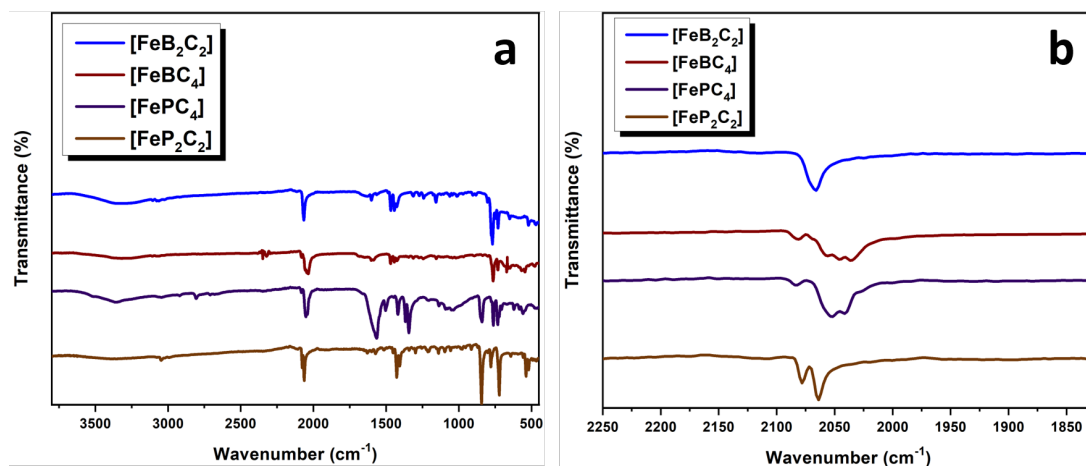 a
[FeB₂C₂]
[FeBC₄]
[FePC₄]
[FeP₂C₂]
Transmittance (%)
3500 3000 2500 2000 1500 1000 500
Wavenumber (cm⁻¹)
b
[FeB₂C₂]
[FeBC₄]
[FePC₄]
[FeP₂C₂]
Transmittance (%)
2250 2200 2150 2100 2050 2000 1950 1900 1850
Wavenumber (cm⁻¹)